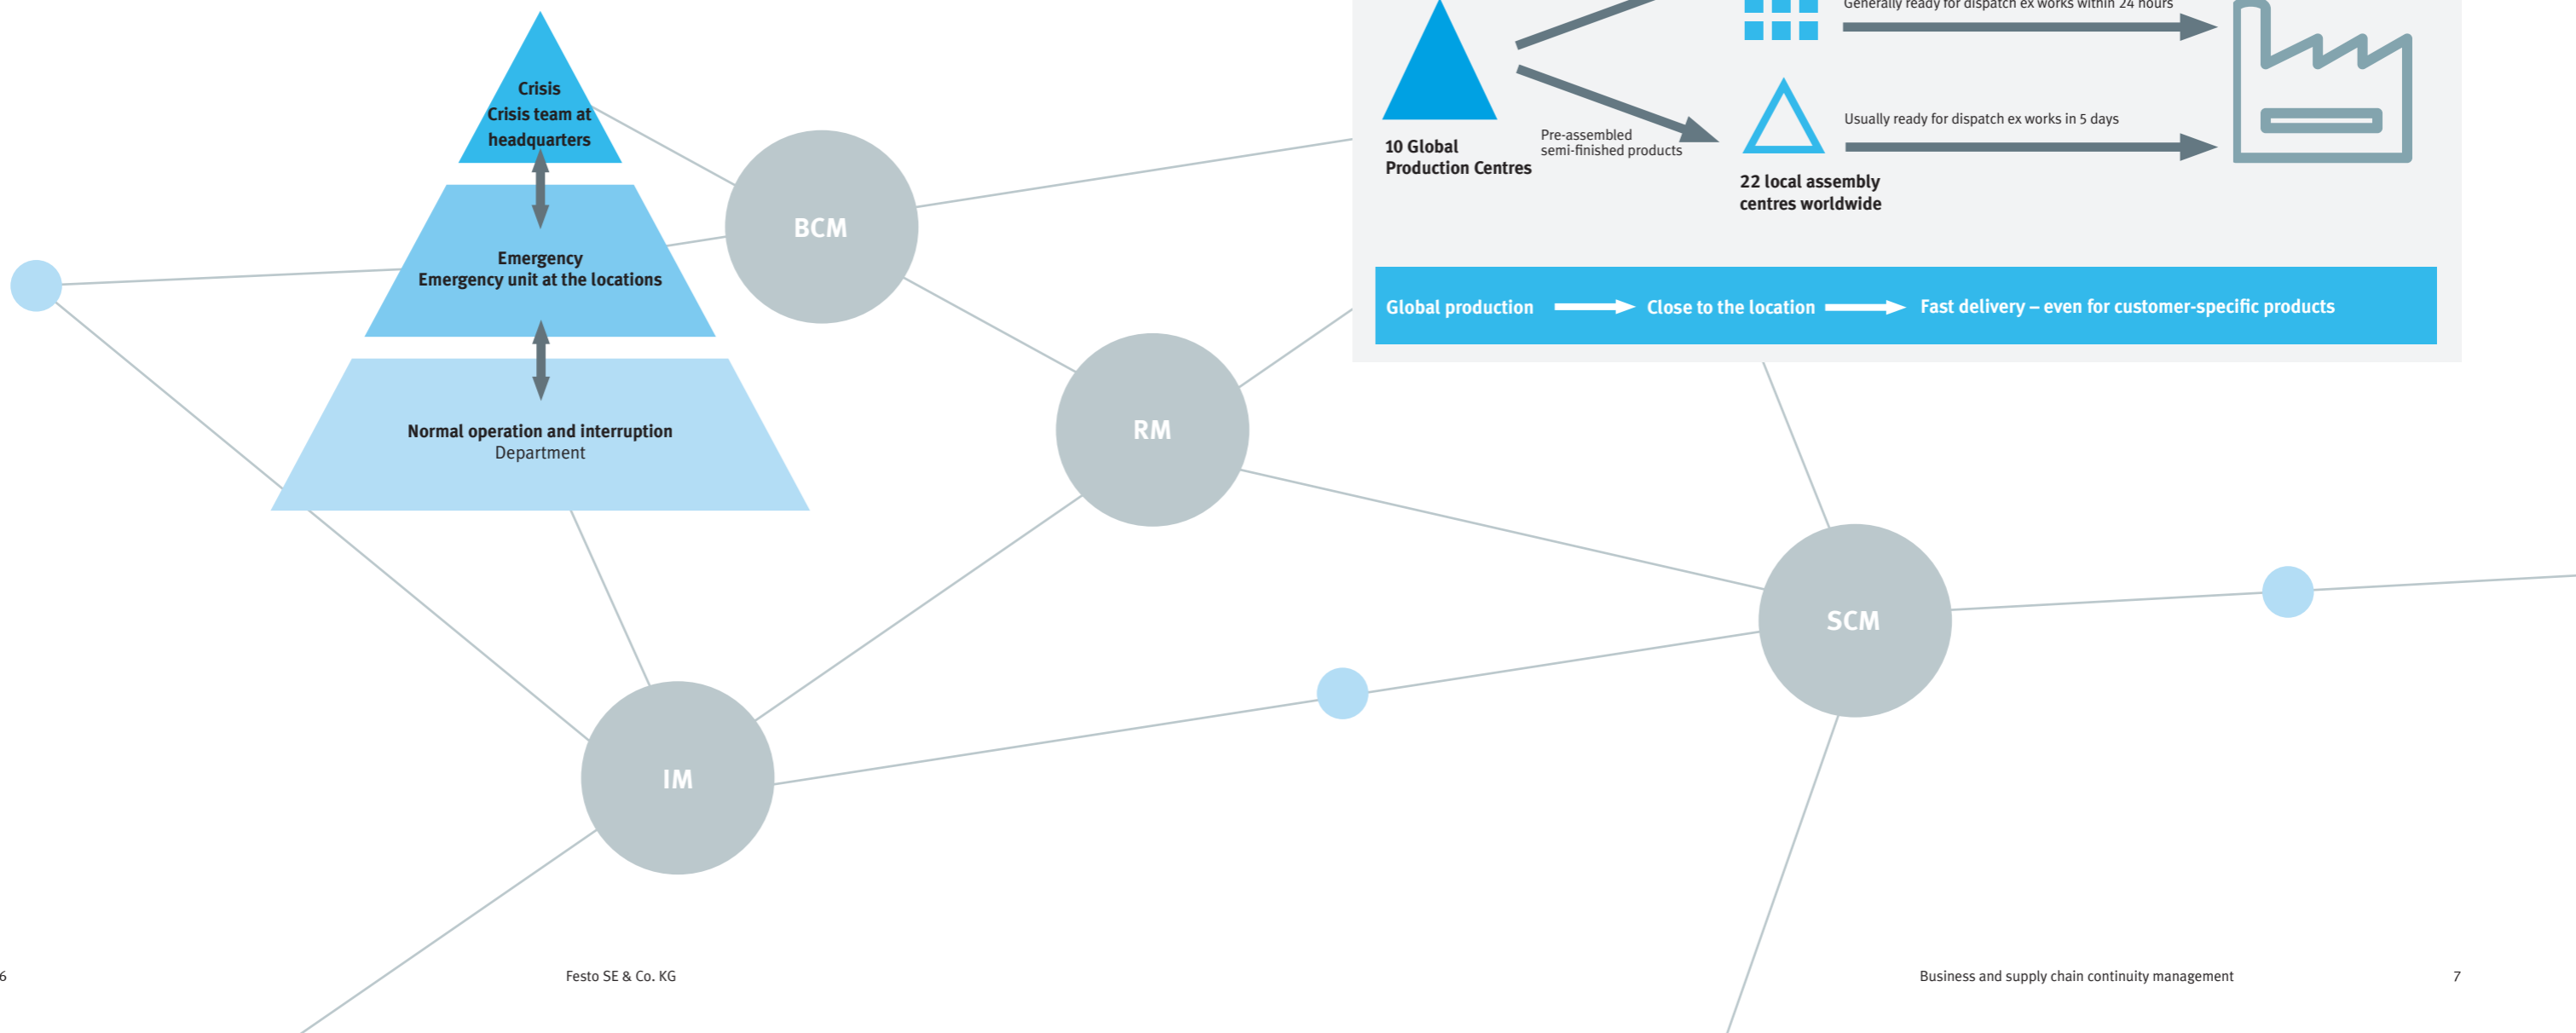 Crisis
Crisis team at
headquarters
Emergency
Emergency unit at the locations
Normal operation and interruption
Department
BCM
RM
IM
SCM
Generally ready for dispatch ex works within 24 hours
10 Global
Production Centres
Pre-assembled
semi-finished products
Usually ready for dispatch ex works in 5 days
22 local assembly
centres worldwide
Global production Close to the location Fast delivery – even for customer-specific products
6
Festo SE & Co. KG
Business and supply chain continuity management
7